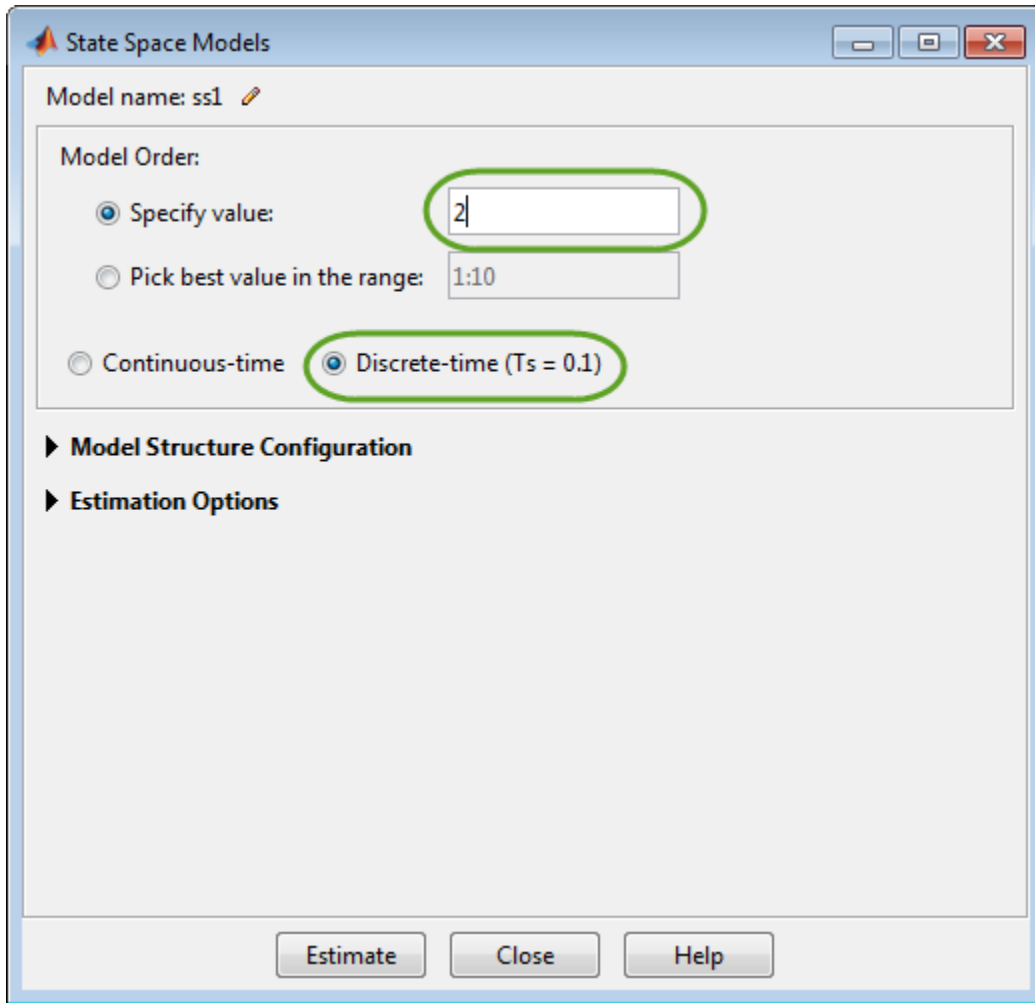 State Space Models
Model name: ss1
Model Order:
Specify value: 2
Pick best value in the range: 1:10
Continuous-time Discrete-time (Ts = 0.1)
Model Structure Configuration
Estimation Options
Estimate Close Help